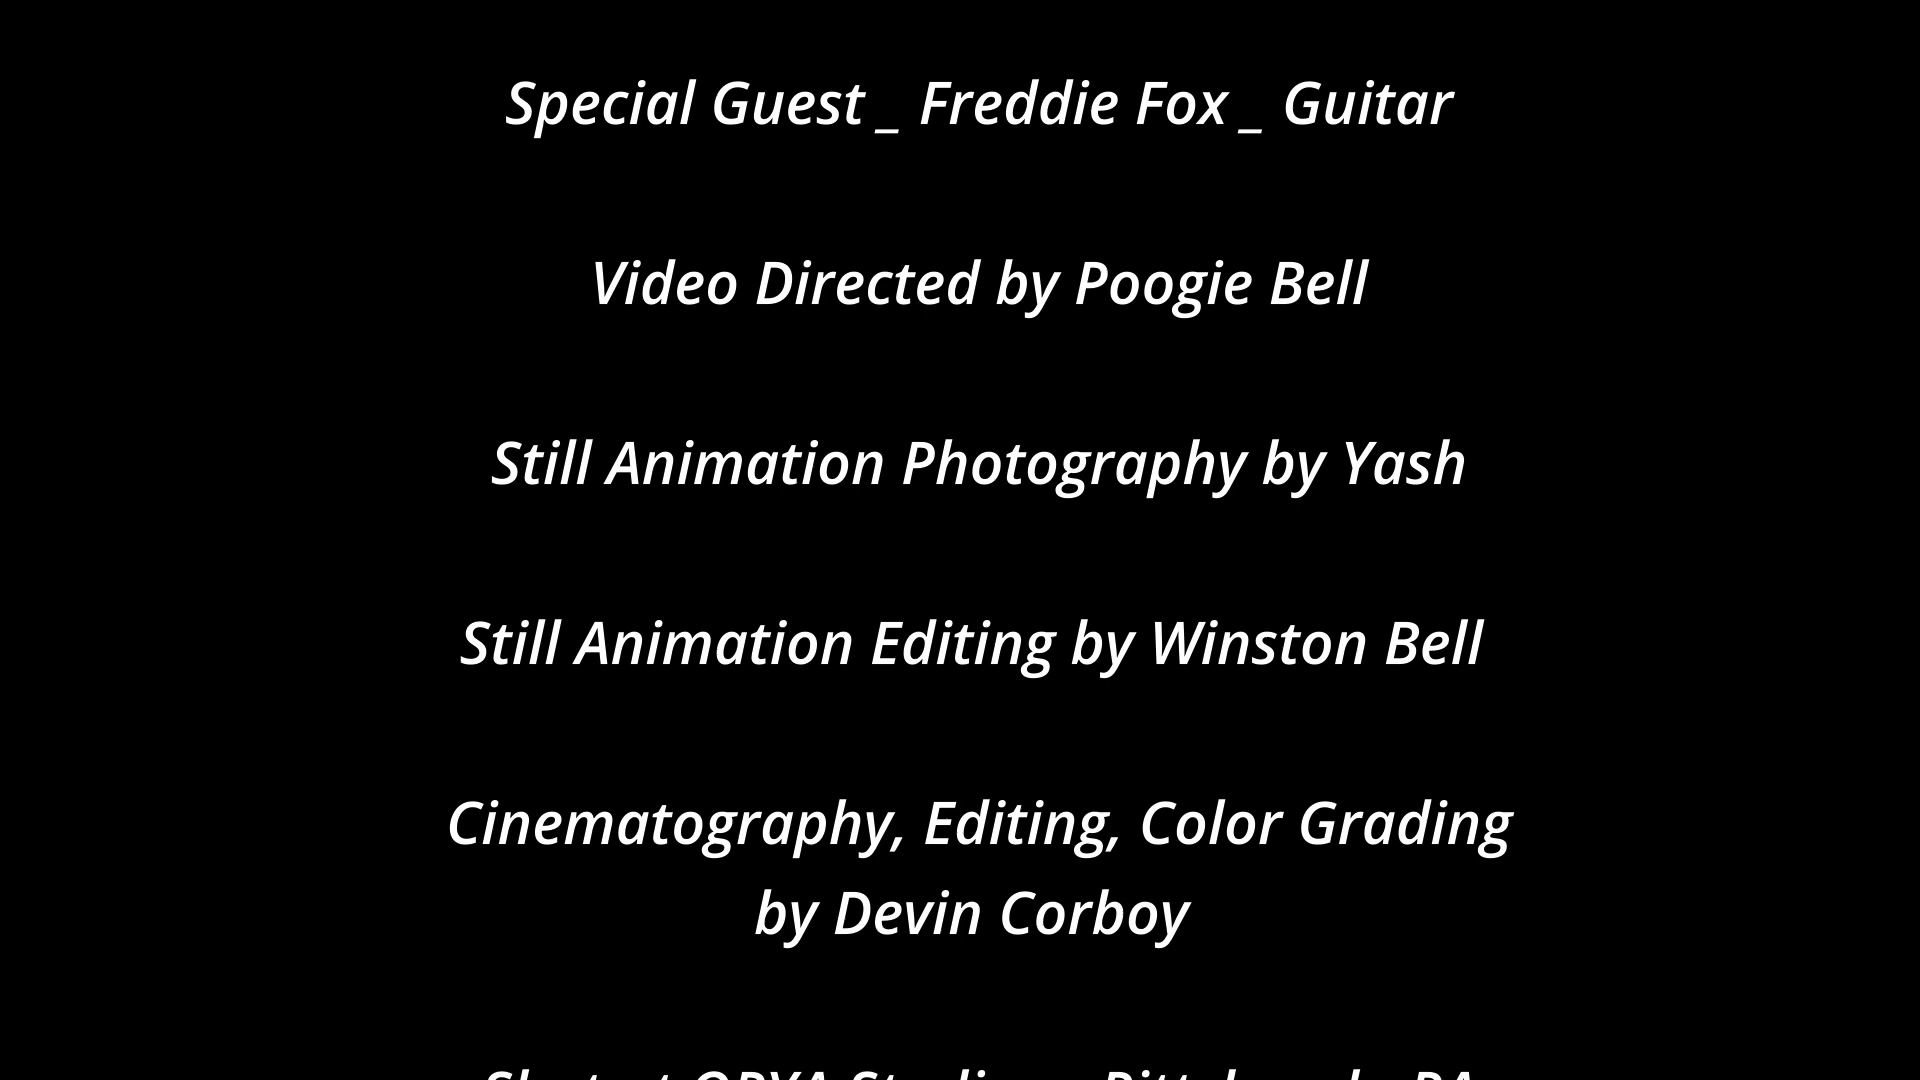 Special Guest _ Freddie Fox _ Guitar
Video Directed by Poogie Bell
Still Animation Photography by Yash
Still Animation Editing by Winston Bell
Cinematography, Editing, Color Grading
by Devin Corboy